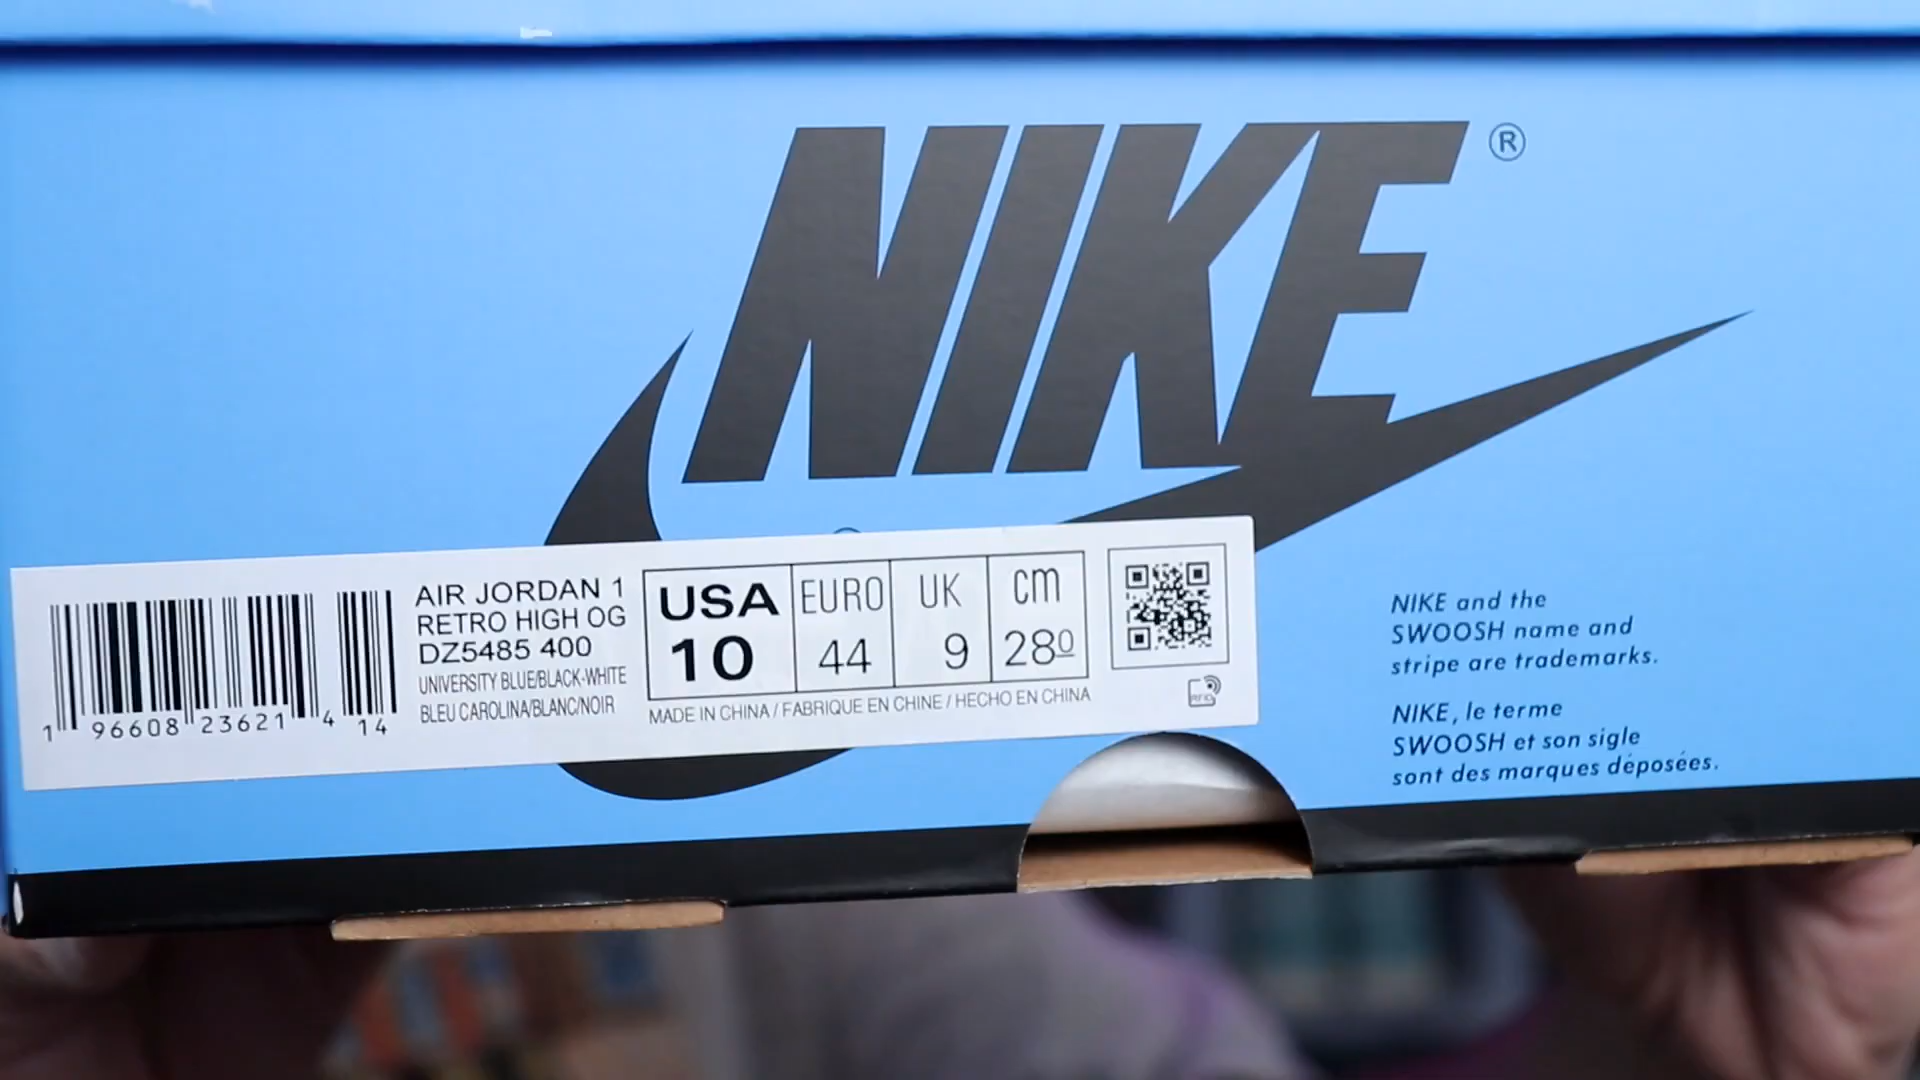 NIKE®
AIR JORDAN 1
RETRO HIGH OG
DZ5485 400
UNIVERSITY BLUE/BLACK-WHITE
BLEU CAROLINA/BLANC/NOIR
1 96608 23621 4 14
USA EURO UK CM
10 44 9 28⁰
MADE IN CHINA / FABRIQUE EN CHINE / HECHO EN CHINA
RFID
NIKE and the
SWOOSH name and
stripe are trademarks.
NIKE, le terme
SWOOSH et son sigle
sont des marques déposées.